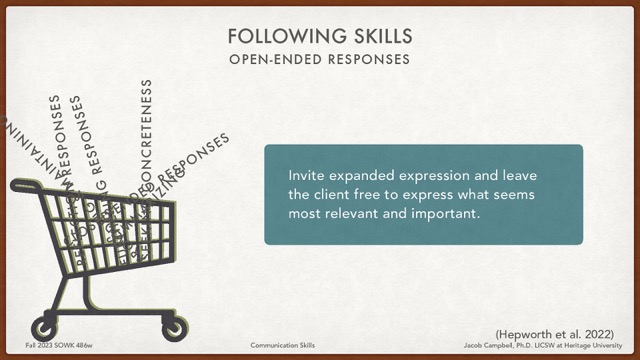 FOLLOWING SKILLS
OPEN-ENDED RESPONSES
RESPONSES
RESPONSES
CONCRETENESS
RESPONSES
Invite expanded expression and leave
the client free to express what seems
most relevant and important.
(Hepworth et al. 2022)
Fall 2023 SOWK 486w
Communication Skills
Jacob Campbell, Ph.D. LICSW at Heritage University